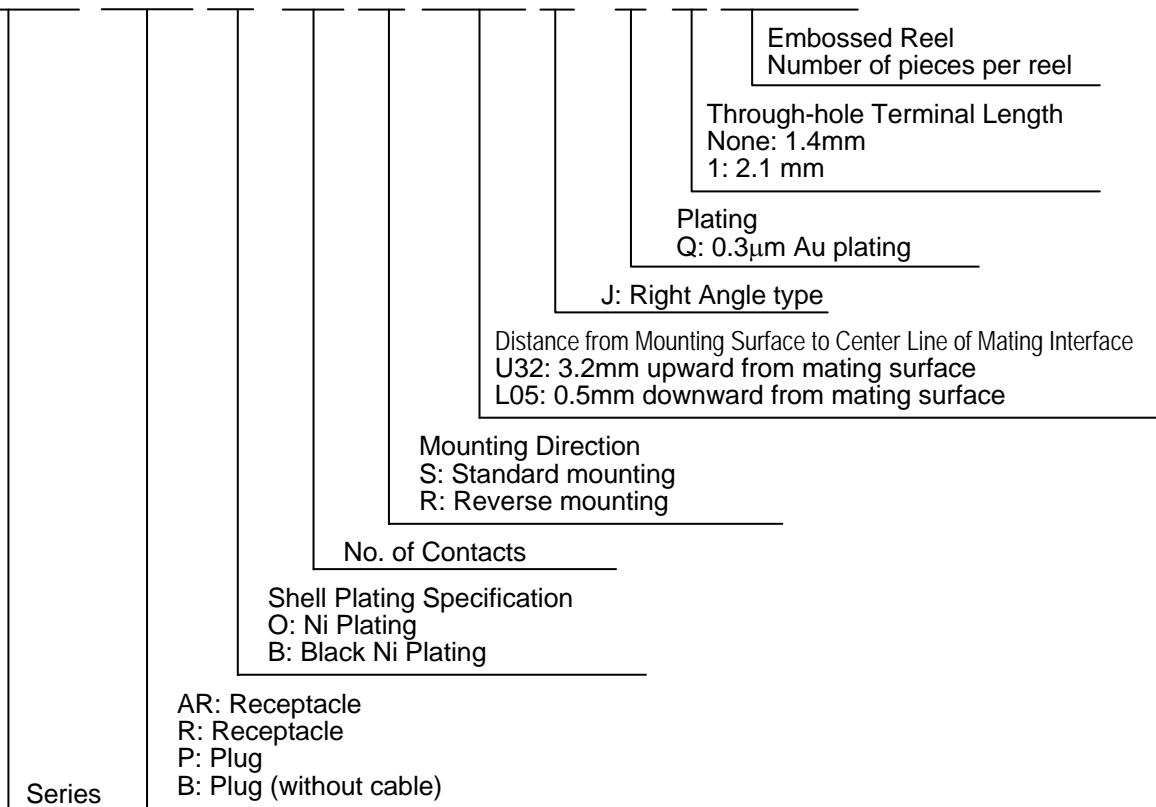 Embossed Reel
Number of pieces per reel
Through-hole Terminal Length
None: 1.4mm
1: 2.1 mm
Plating
Q: 0.3μm Au plating
J: Right Angle type
Distance from Mounting Surface to Center Line of Mating Interface
U32: 3.2mm upward from mating surface
L05: 0.5mm downward from mating surface
Mounting Direction
S: Standard mounting
R: Reverse mounting
No. of Contacts
Shell Plating Specification
O: Ni Plating
B: Black Ni Plating
AR: Receptacle
R: Receptacle
P: Plug
B: Plug (without cable)
Series